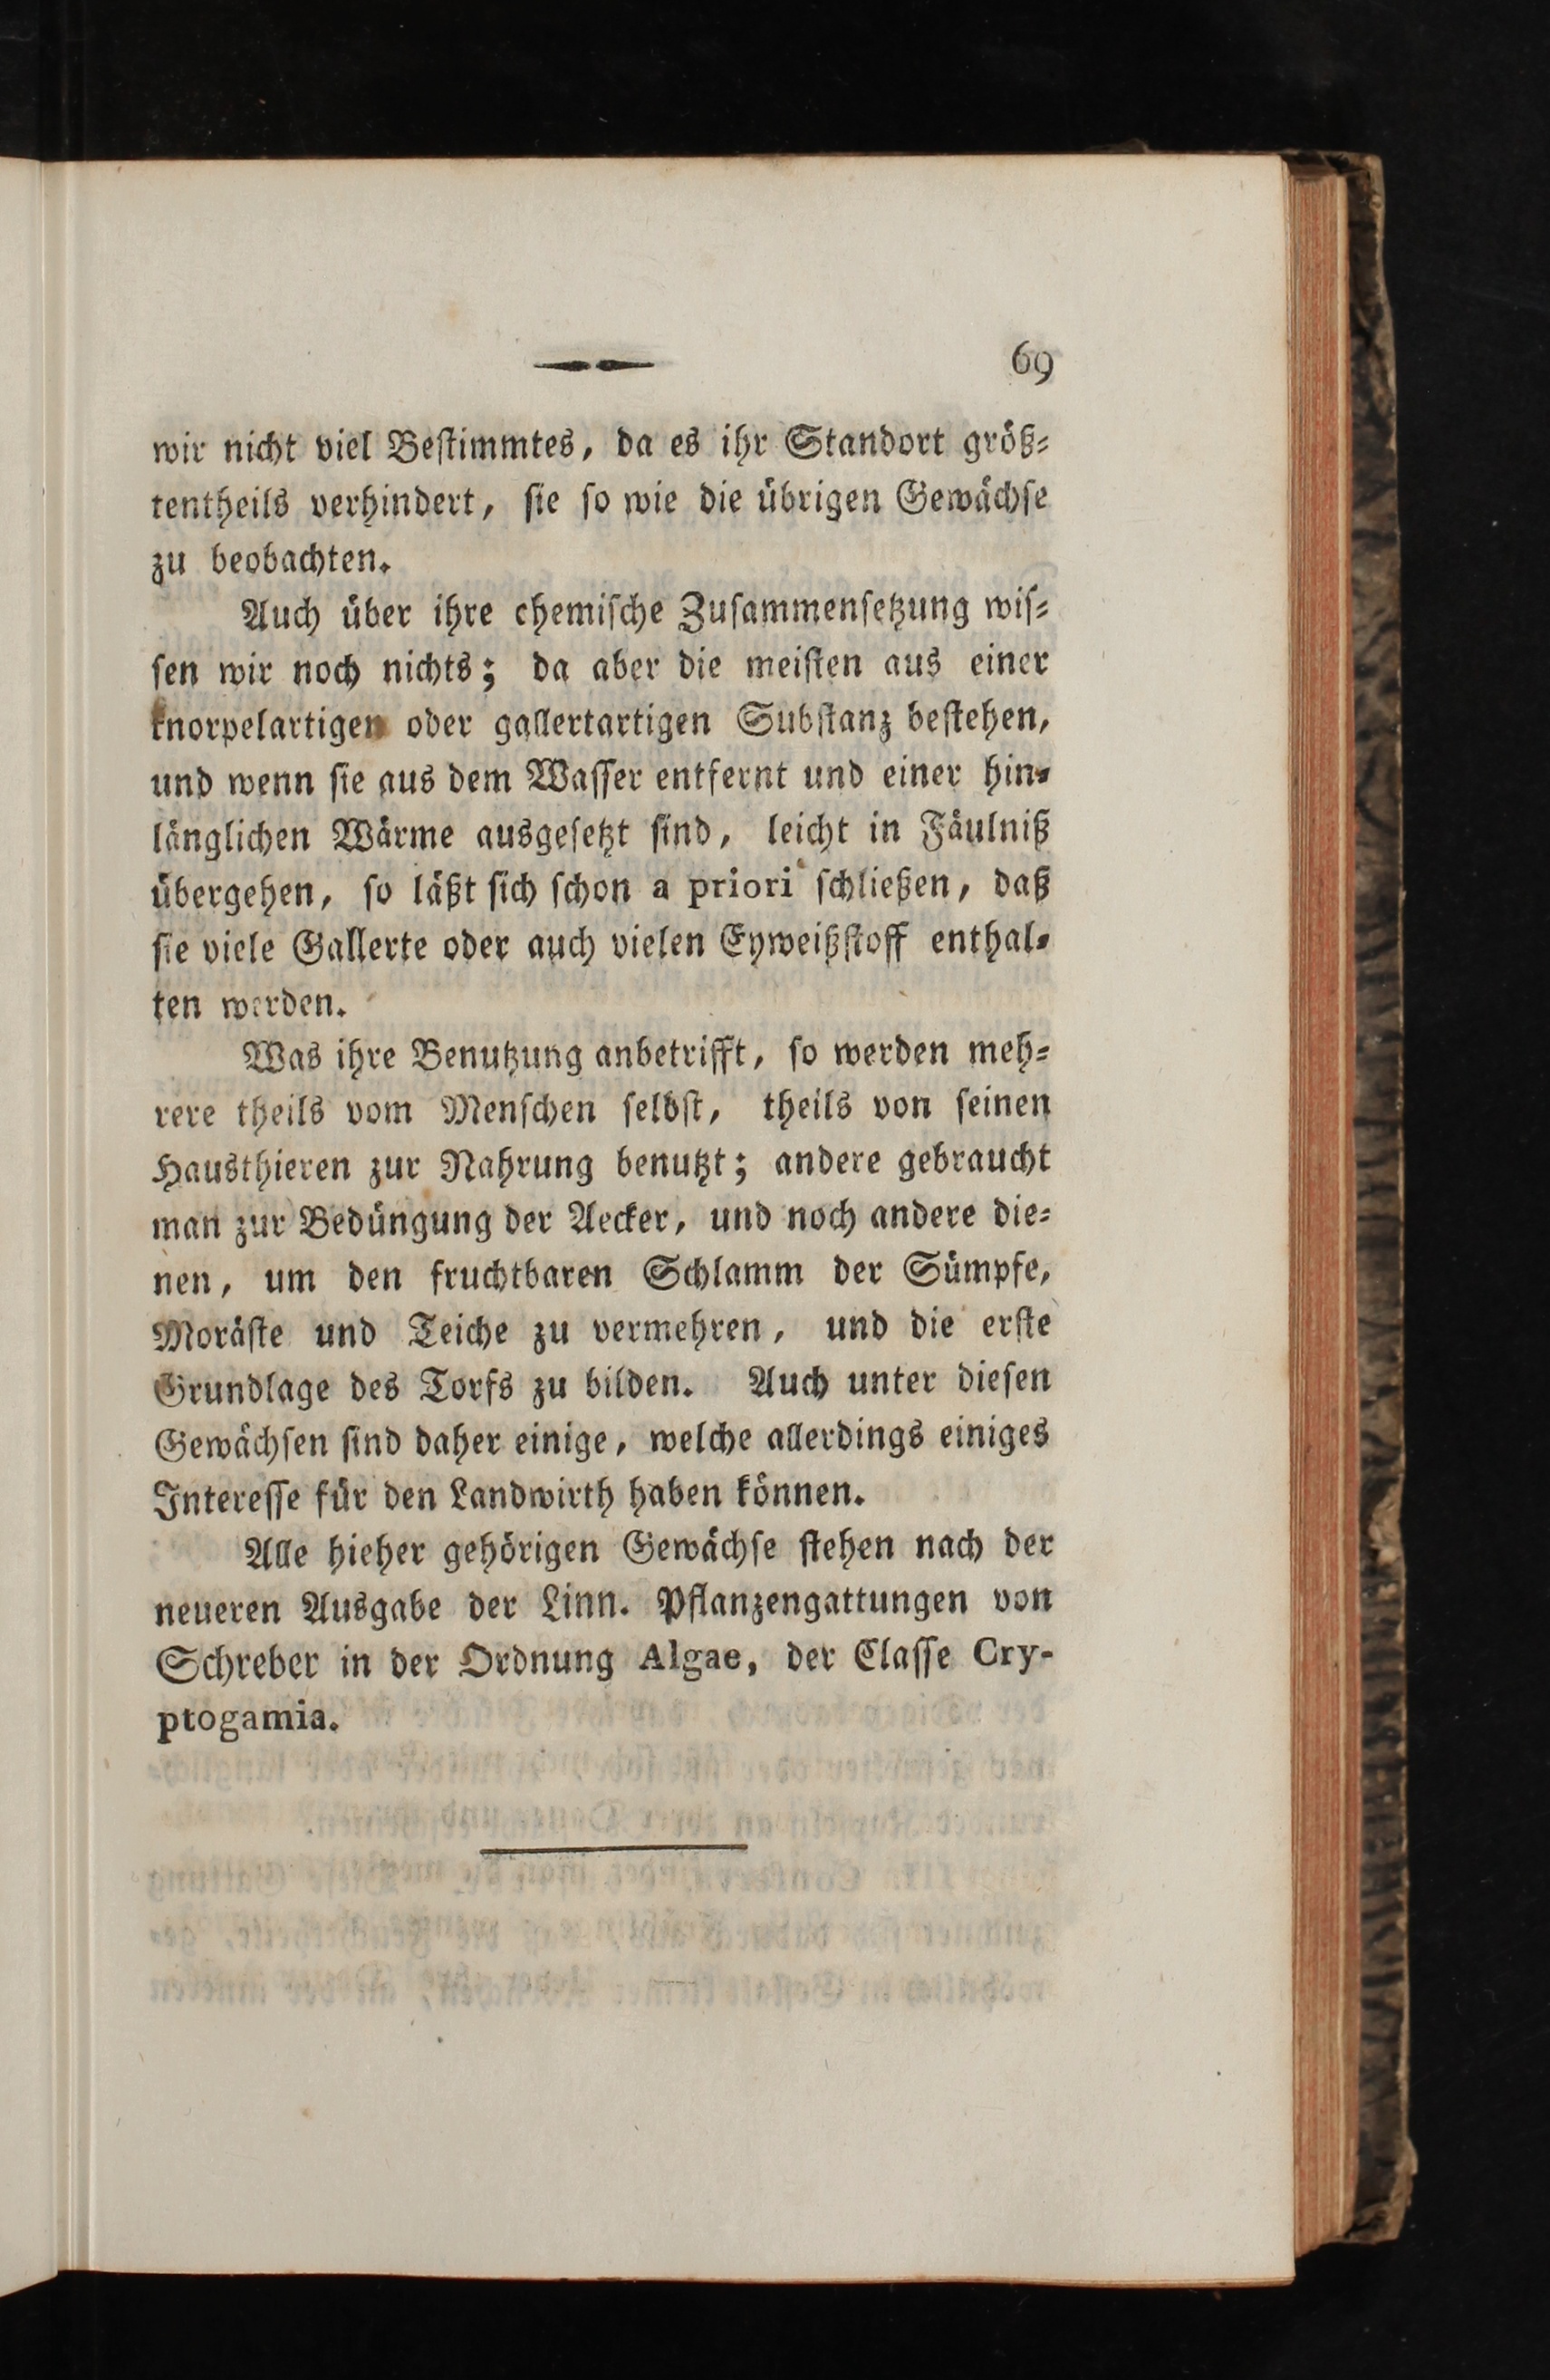 69
wir nicht viel Beſtimmtes, da es ihr Standort größ⸗
tentheils verhindert, ſie ſo wie die übrigen Gewächſe
zu beobachten.
Auch über ihre chemiſche Zuſammenſetzung wiſ⸗
ſen wir noch nichts; da aber die meiſten aus einer
knorpelartigen oder gallertartigen Subſtanz beſtehen,
und wenn ſie aus dem Waſſer entfernt und einer hin⸗
länglichen Wärme ausgeſetzt ſind, leicht in Fäulniß
übergehen, ſo läßt ſich ſchon a priori ſchließen, daß
ſie viele Gallerte oder auch vielen Eyweißſtoff enthal⸗
ten werden.
Was ihre Benutzung anbetrifft, ſo werden meh⸗
rere theils vom Menſchen ſelbſt, theils von ſeinen
Hausthieren zur Nahrung benutzt; andere gebraucht
man zur Bedüngung der Aecker, und noch andere die⸗
nen, um den fruchtbaren Schlamm der Sümpfe,
Moräſte und Teiche zu vermehren, und die erſte
Grundlage des Torfs zu bilden. Auch unter dieſen
Gewächſen ſind daher einige, welche allerdings einiges
Intereſſe für den Landwirth haben können.
Alle hieher gehörigen Gewächſe ſtehen nach der
neueren Ausgabe der Linn. Pflanzengattungen von
Schreber in der Ordnung Algae, der Claſſe Cry-
ptogamia.